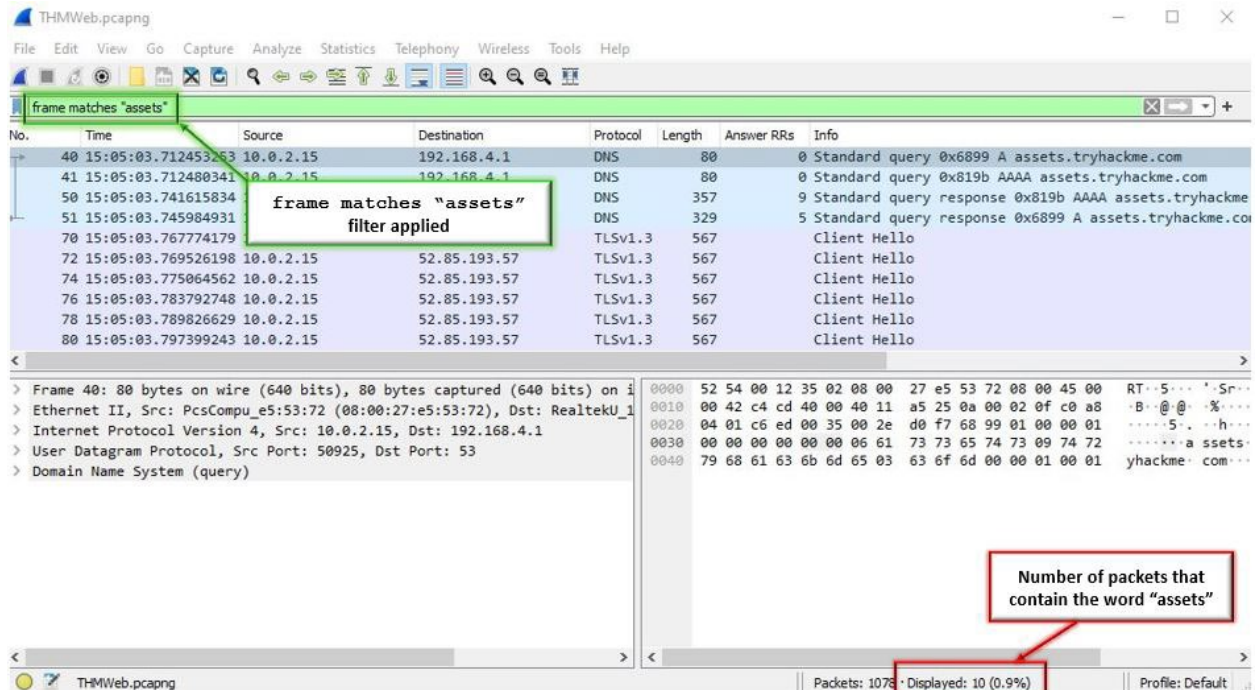 THMWeb.pcapng
File Edit View Go Capture Analyze Statistics Telephony Wireless Tools Help
frame matches "assets"
No. Time Source Destination Protocol Length Answer RRs Info
40 15:05:03.712453253 10.0.2.15 192.168.4.1 DNS 80 0 Standard query 0x6899 A assets.tryhackme.com
41 15:05:03.712480341 10.0.2.15 192.168.4.1 DNS 80 0 Standard query 0x819b AAAA assets.tryhackme.com
50 15:05:03.741615834 DNS 357 9 Standard query response 0x819b AAAA assets.tryhackme
51 15:05:03.745984931 DNS 329 5 Standard query response 0x6899 A assets.tryhackme.co
frame matches “assets”
filter applied
70 15:05:03.767774179 TLSv1.3 567 Client Hello
72 15:05:03.769526198 10.0.2.15 52.85.193.57 TLSv1.3 567 Client Hello
74 15:05:03.775064562 10.0.2.15 52.85.193.57 TLSv1.3 567 Client Hello
76 15:05:03.783792748 10.0.2.15 52.85.193.57 TLSv1.3 567 Client Hello
78 15:05:03.789826629 10.0.2.15 52.85.193.57 TLSv1.3 567 Client Hello
80 15:05:03.797399243 10.0.2.15 52.85.193.57 TLSv1.3 567 Client Hello
> Frame 40: 80 bytes on wire (640 bits), 80 bytes captured (640 bits) on i
> Ethernet II, Src: PcsCompu_e5:53:72 (08:00:27:e5:53:72), Dst: RealtekU_1
> Internet Protocol Version 4, Src: 10.0.2.15, Dst: 192.168.4.1
> User Datagram Protocol, Src Port: 50925, Dst Port: 53
> Domain Name System (query)
0000 52 54 00 12 35 02 08 00 27 e5 53 72 08 00 45 00 RT··5··· '·Sr··
0010 00 42 c4 cd 40 00 40 11 a5 25 0a 00 02 0f c0 a8 ·B··@·@· ·%····
0020 04 01 c6 ed 00 35 00 2e d0 f7 68 99 01 00 00 01 ·····5·. ··h···
0030 00 00 00 00 00 00 06 61 73 73 65 74 73 09 74 72 ·······a ssets·
0040 79 68 61 63 6b 6d 65 03 63 6f 6d 00 00 01 00 01 yhackme· com···
Number of packets that
contain the word “assets”
THMWeb.pcapng Packets: 1078 · Displayed: 10 (0.9%) Profile: Default